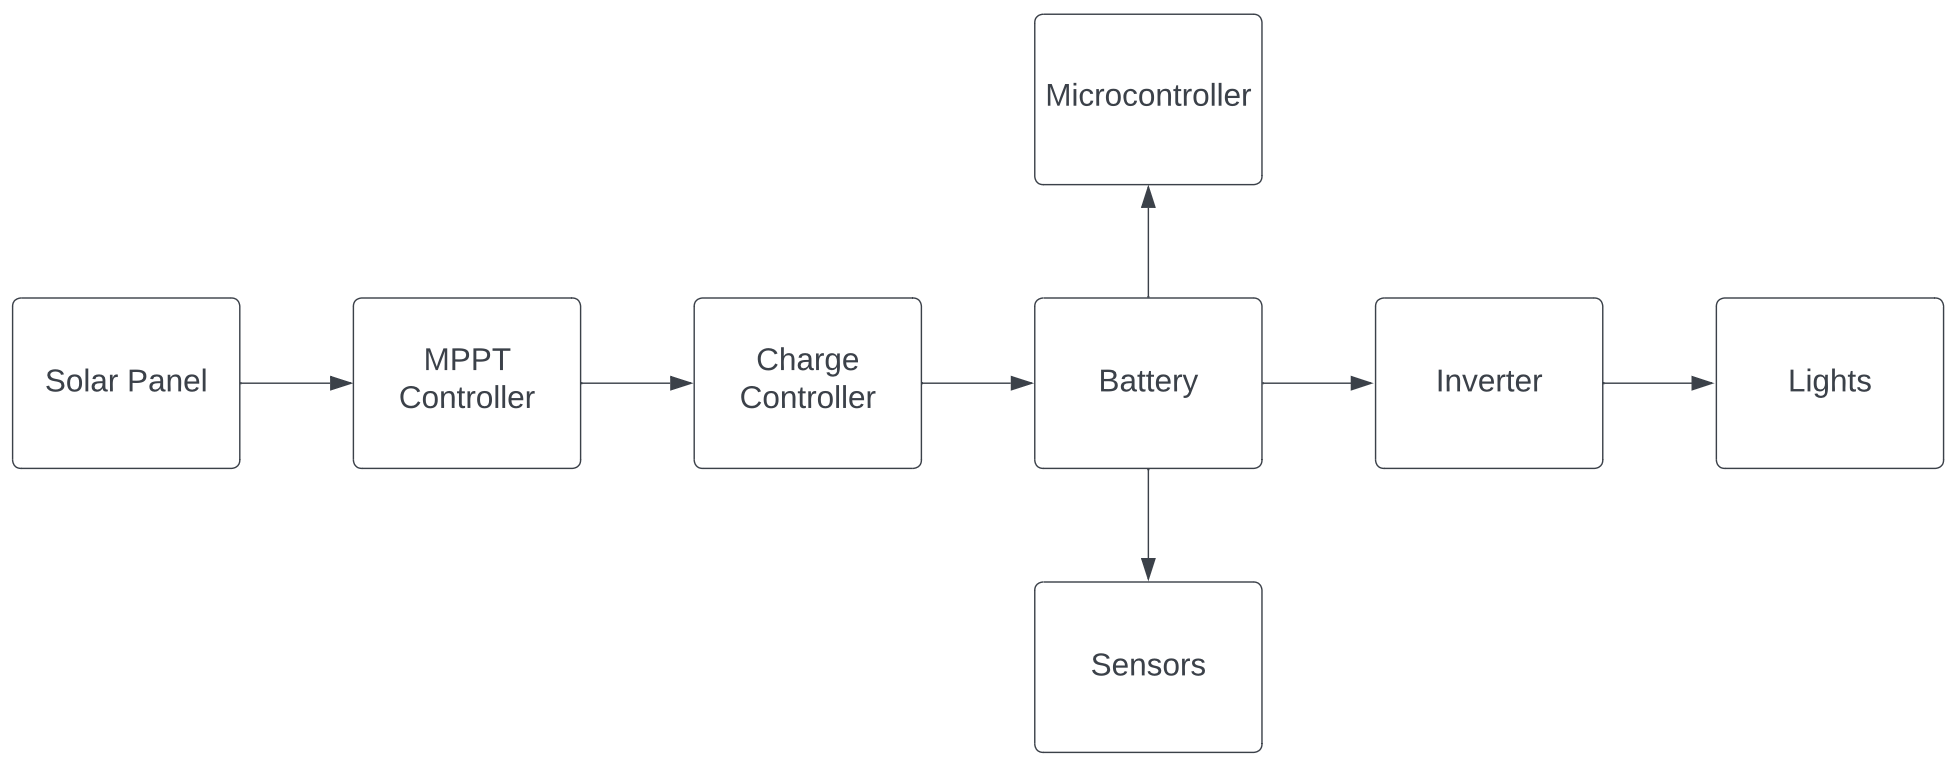 Microcontroller
Solar Panel
MPPT
Controller
Charge
Controller
Battery
Inverter
Lights
Sensors